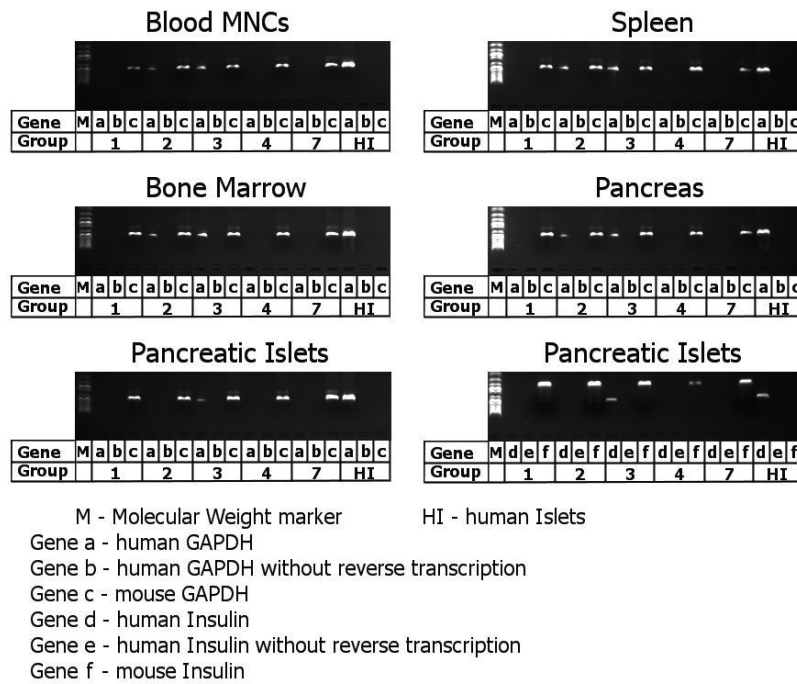 Blood MNCs
Gene M a b c a b c a b c a b c a b c a b c
Group 1 2 3 4 7 HI
Spleen
Gene M a b c a b c a b c a b c a b c a b c
Group 1 2 3 4 7 HI
Bone Marrow
Gene M a b c a b c a b c a b c a b c a b c
Group 1 2 3 4 7 HI
Pancreas
Gene M a b c a b c a b c a b c a b c a b c
Group 1 2 3 4 7 HI
Pancreatic Islets
Gene M a b c a b c a b c a b c a b c a b c
Group 1 2 3 4 7 HI
Pancreatic Islets
Gene M d e f d e f d e f d e f d e f d e f
Group 1 2 3 4 7 HI
M - Molecular Weight marker HI - human Islets
Gene a - human GAPDH
Gene b - human GAPDH without reverse transcription
Gene c - mouse GAPDH
Gene d - human Insulin
Gene e - human Insulin without reverse transcription
Gene f - mouse Insulin